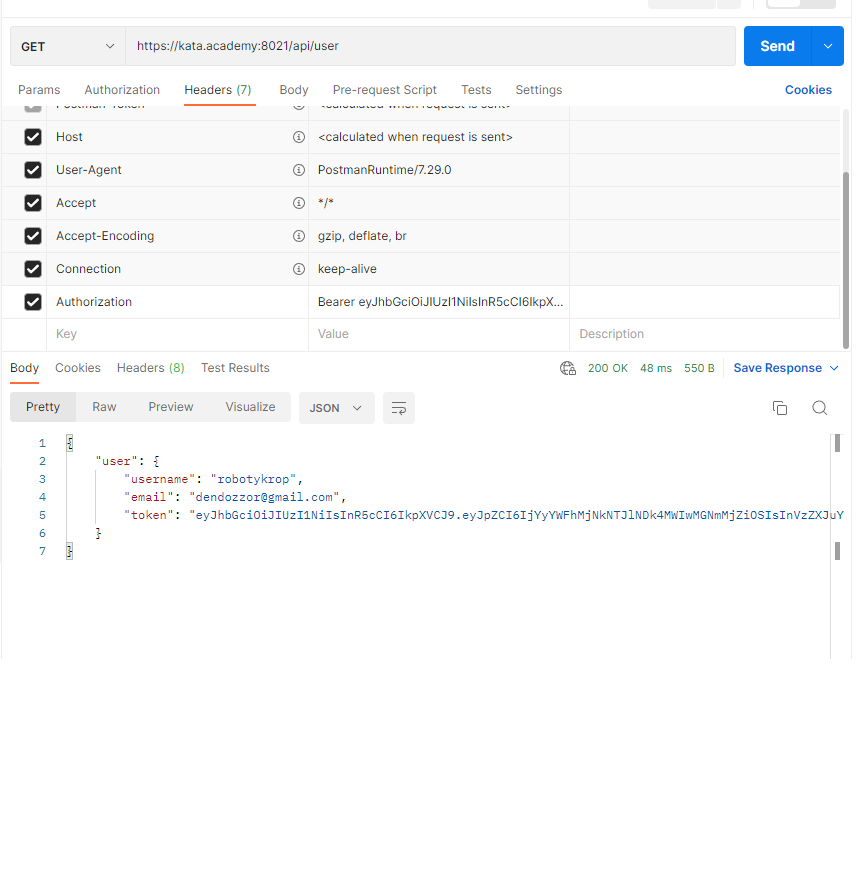 GET https://kata.academy:8021/api/user Send
Params Authorization Headers (7) Body Pre-request Script Tests Settings Cookies
Postman-Token <calculated when request is sent>
Host <calculated when request is sent>
User-Agent PostmanRuntime/7.29.0
Accept */*
Accept-Encoding gzip, deflate, br
Connection keep-alive
Authorization Bearer eyJhbGciOiJIUzI1NiIsInR5cCI6IkpX...
Key Value Description
Body Cookies Headers (8) Test Results 200 OK 48 ms 550 B Save Response
Pretty Raw Preview Visualize JSON
1 {
2 "user": {
3 "username": "robotykrop",
4 "email": "dendozzor@gmail.com",
5 "token": "eyJhbGciOiJIUzI1NiIsInR5cCI6IkpXVCJ9.eyJpZCI6IjYyYWFhMjNkNTJlNDk4MWIwMGNmMjZiOSIsInVzZXJuY
6 }
7 }